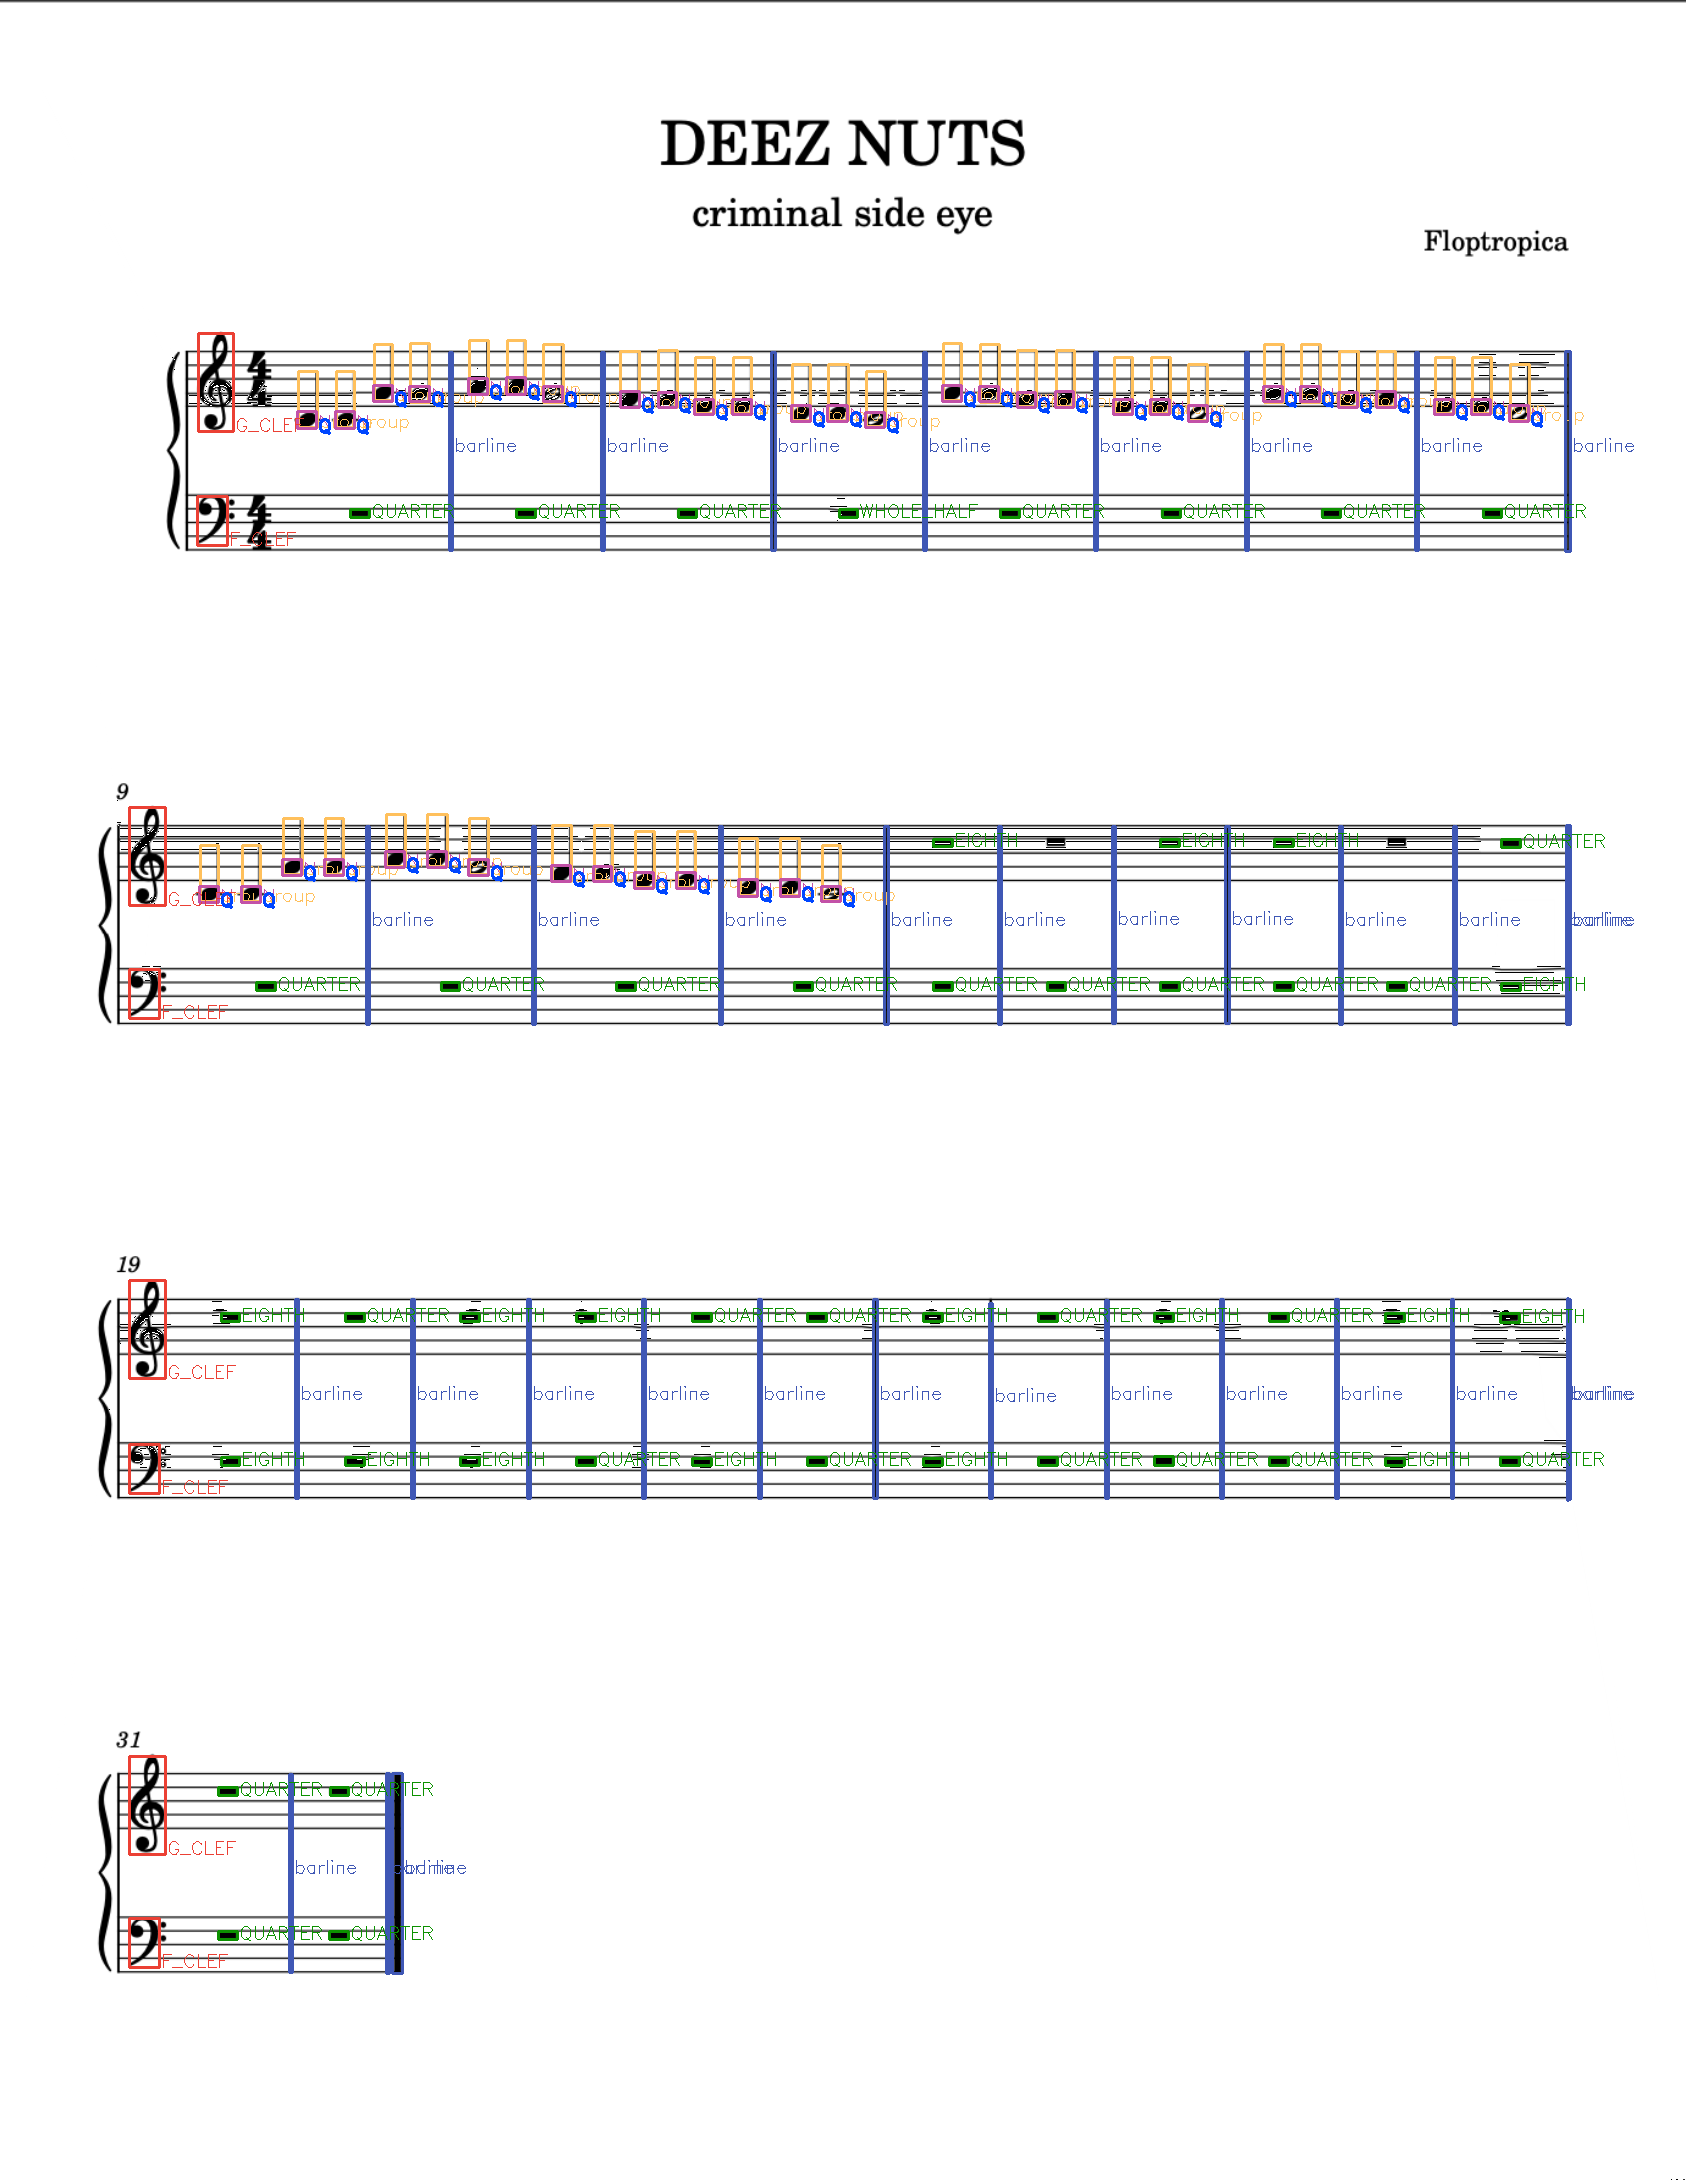 DEEZ NUTS
criminal side eye
Floptropica
4
4
G_CLEF
Q Q Q Q Q Q Q Q Q Q Q Q Q Q Q Q Q Q Q Q Q Q Q Q Q Q Q Q
barline barline barline barline barline barline barline barline
4
4
QUARTER QUARTER QUARTER WHOLE_HALF QUARTER QUARTER QUARTER QUARTER
F_CLEF
9
EIGHTH EIGHTH EIGHTH QUARTER
Q Q Q Q Q Q Q Q Q Q Q Q Q Q
G_CLEF
barline barline barline barline barline barline barline barline barline barline
QUARTER QUARTER QUARTER QUARTER QUARTER QUARTER QUARTER QUARTER QUARTER EIGHTH
F_CLEF
19
EIGHTH QUARTER EIGHTH EIGHTH QUARTER QUARTER EIGHTH QUARTER EIGHTH QUARTER EIGHTH EIGHTH
G_CLEF
barline barline barline barline barline barline barline barline barline barline barline barline
EIGHTH EIGHTH EIGHTH QUARTER EIGHTH QUARTER EIGHTH QUARTER QUARTER QUARTER EIGHTH QUARTER
F_CLEF
31
QUARTER QUARTER
G_CLEF
barline barline
QUARTER QUARTER
F_CLEF